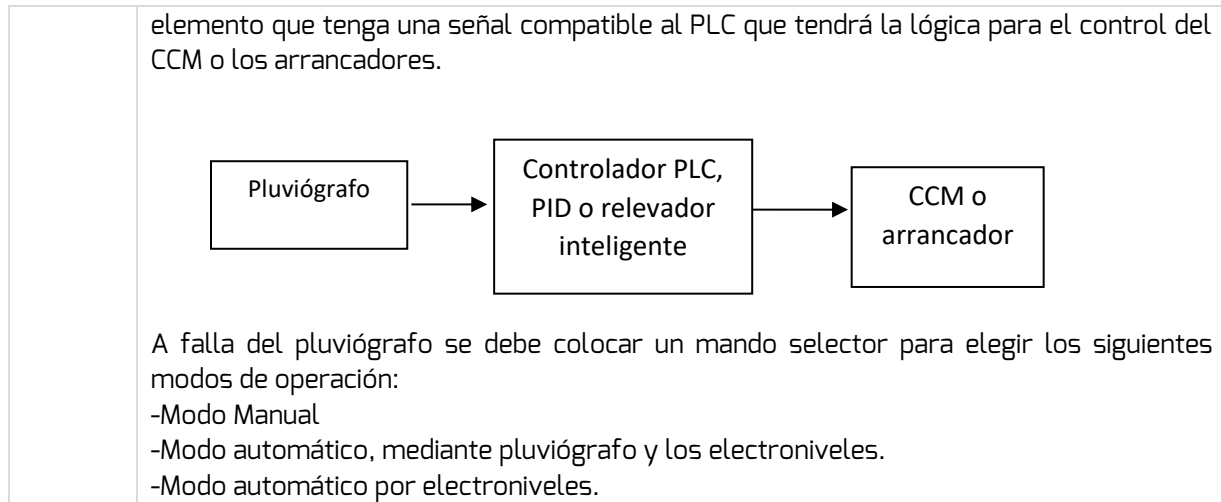 elemento que tenga una señal compatible al PLC que tendrá la lógica para el control del
CCM o los arrancadores.
Pluviógrafo
Controlador PLC,
PID o relevador
inteligente
CCM o
arrancador
A falla del pluviógrafo se debe colocar un mando selector para elegir los siguientes
modos de operación:
-Modo Manual
-Modo automático, mediante pluviógrafo y los electroniveles.
-Modo automático por electroniveles.